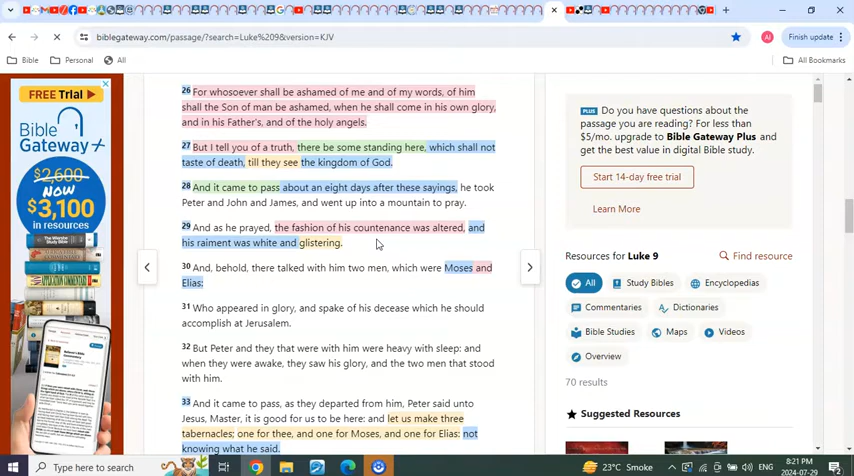 biblegateway.com/passage/?search=Luke%209&version=KJV
AI
Finish update
Bible
Personal
All
All Bookmarks
FREE Trial
BIBLE
GATEWAY+
$2,600
NOW
$3,100
in resources
26 For whosoever shall be ashamed of me and of my words, of him
shall the Son of man be ashamed, when he shall come in his own glory,
and in his Father's, and of the holy angels.
27 But I tell you of a truth, there be some standing here, which shall not
taste of death, till they see the kingdom of God.
28 And it came to pass about an eight days after these sayings, he took
Peter and John and James, and went up into a mountain to pray.
29 And as he prayed, the fashion of his countenance was altered, and
his raiment was white and glistering.
30 And, behold, there talked with him two men, which were Moses and
Elias:
31 Who appeared in glory, and spake of his decease which he should
accomplish at Jerusalem.
32 But Peter and they that were with him were heavy with sleep: and
when they were awake, they saw his glory, and the two men that stood
with him.
33 And it came to pass, as they departed from him, Peter said unto
Jesus, Master, it is good for us to be here: and let us make three
tabernacles; one for thee, and one for Moses, and one for Elias: not
knowing what he said.
PLUS Do you have questions about the
passage you are reading? For less than
$5/mo. upgrade to Bible Gateway Plus and
get the best value in digital Bible study.
Start 14-day free trial
Learn More
Resources for Luke 9
Find resource
All
Study Bibles
Encyclopedias
Commentaries
Dictionaries
Bible Studies
Maps
Videos
Overview
70 results
Suggested Resources
Type here to search
23°C Smoke
ENG
8:21 PM
2024-07-29